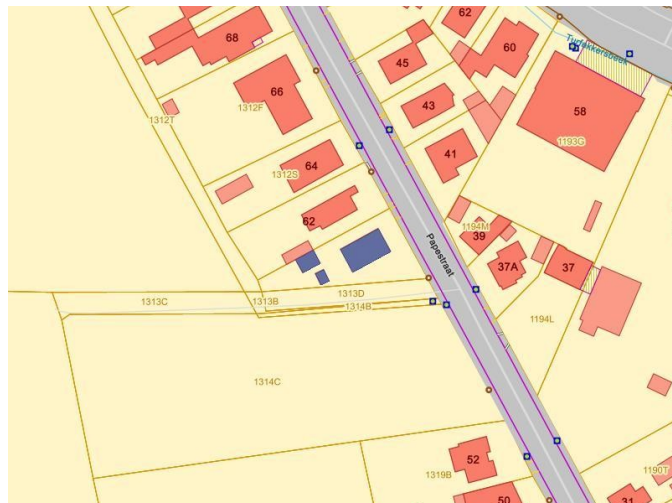 62
68
45
60
Turfakkersbeek
58
66
1312F
1312T
43
1193G
41
64
1312S
62
1194M
39
Papestraat
37A
37
1313D
1313C
1313B
1314B
1194L
1314C
52
1319B
1190T
50
31